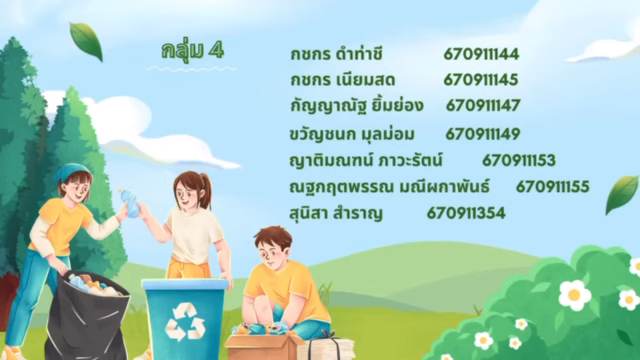 กลุ่ม 4
กชกร ดำท่าชี 670911144
กชกร เนียมสด 670911145
กัญญาณัฐ ยิ้มย่อง 670911147
ขวัญชนก มุลม่อม 670911149
ญาติมณฑน์ ภาวะรัตน์ 670911153
ณฐกฤตพรรณ มณีผกาพันธ์ 670911155
สุนิสา สำราญ 670911354